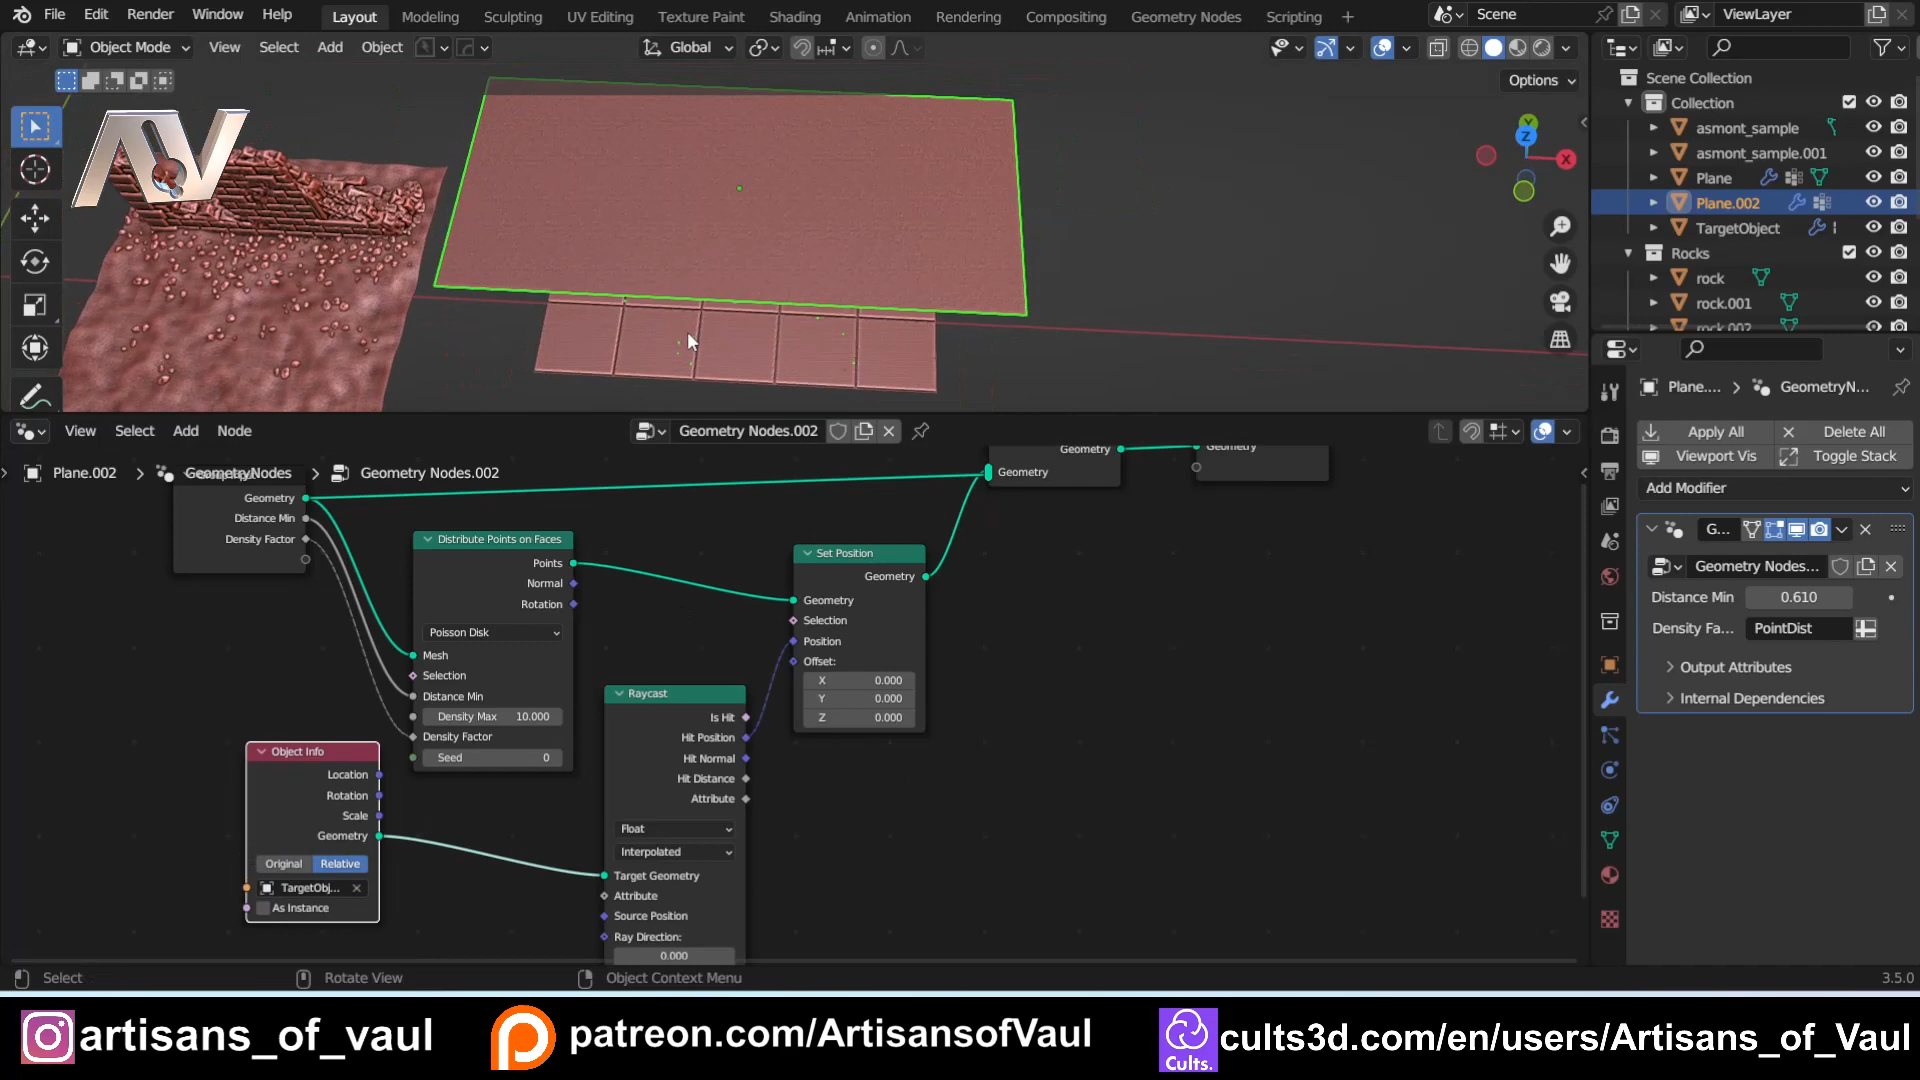 File Edit Render Window Help Layout Modeling Sculpting UV Editing Texture Paint Shading Animation Rendering Compositing Geometry Nodes Scripting + Scene ViewLayer
Object Mode View Select Add Object Global
Options
Y
Z
X
AV
Scene Collection
Collection
asmont_sample
asmont_sample.001
Plane
Plane.002
TargetObject
Rocks
rock
rock.001
rock.002
View Select Add Node Geometry Nodes.002
Plane.002 > GeometryNodes > Geometry Nodes.002
Geometry
Distance Min
Density Factor
Distribute Points on Faces
Points
Normal
Rotation
Poisson Disk
Mesh
Selection
Distance Min
Density Max 10.000
Density Factor
Seed 0
Object Info
Location
Rotation
Scale
Geometry
Original Relative
TargetObj...
As Instance
Raycast
Is Hit
Hit Position
Hit Normal
Hit Distance
Attribute
Float
Interpolated
Target Geometry
Attribute
Source Position
Ray Direction:
0.000
Set Position
Geometry
Geometry
Selection
Position
Offset:
X 0.000
Y 0.000
Z 0.000
Geometry
Geometry
Geometry
Plane.... > GeometryN...
Apply All Delete All
Viewport Vis Toggle Stack
Add Modifier
G...
Geometry Nodes...
Distance Min 0.610
Density Fa... PointDist
Output Attributes
Internal Dependencies
Select Rotate View Object Context Menu 3.5.0
artisans_of_vaul patreon.com/ArtisansofVaul cults3d.com/en/users/Artisans_of_Vaul
Cults.